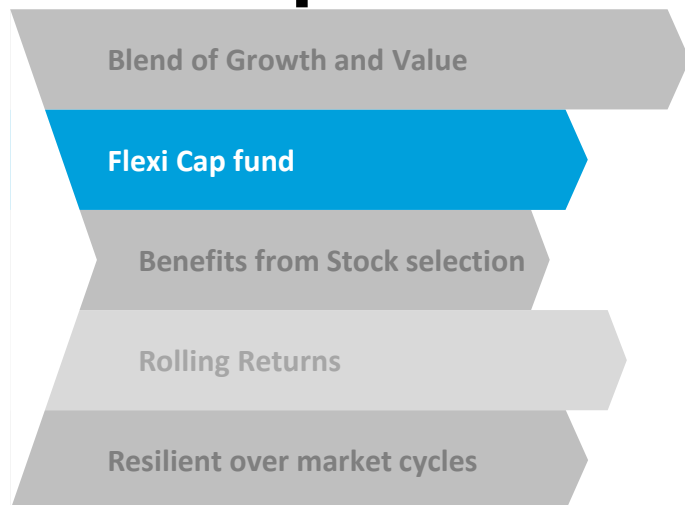 Blend of Growth and Value
Flexi Cap fund
Benefits from Stock selection
Rolling Returns
Resilient over market cycles